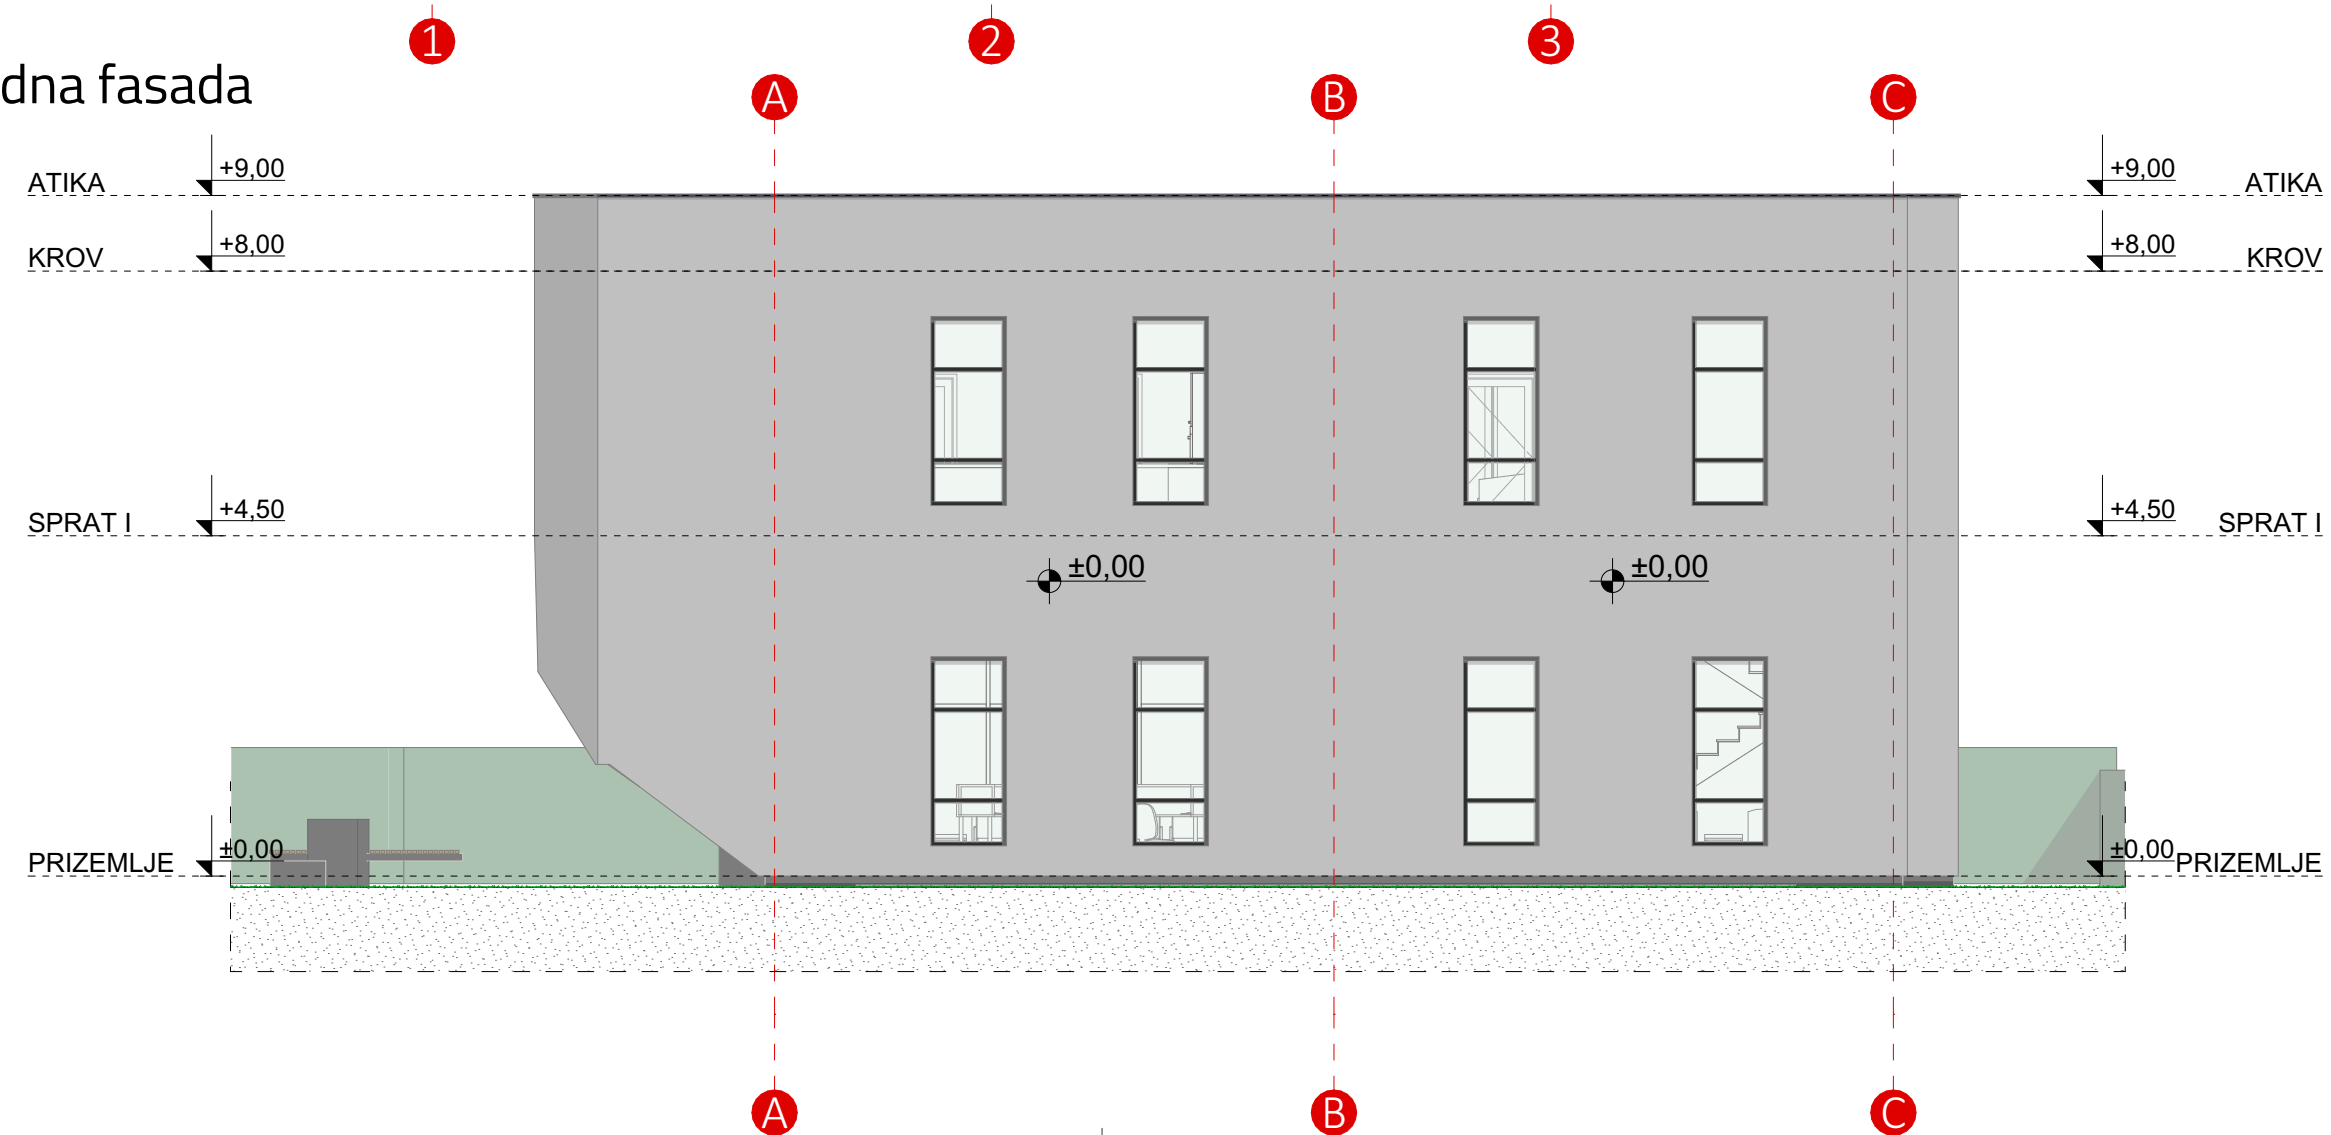 1 2 3
dna fasada
A B C
ATIKA +9,00 +9,00 ATIKA
KROV +8,00 +8,00 KROV
SPRAT I +4,50 +4,50 SPRAT I
±0,00 ±0,00
PRIZEMLJE ±0,00 ±0,00 PRIZEMLJE
A B C